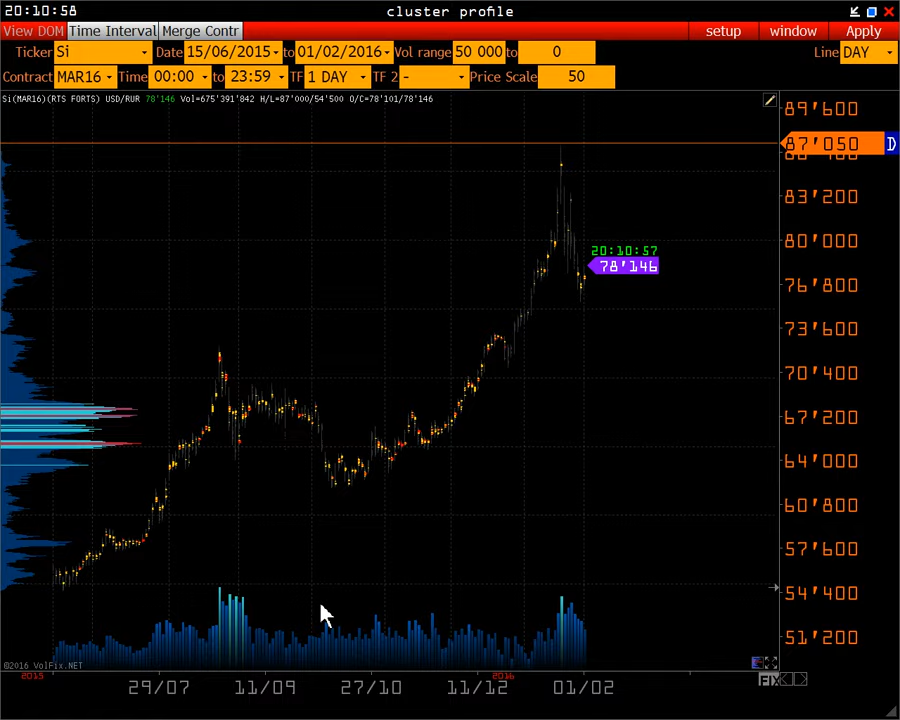 20:10:58 cluster profile
View DOM Time Interval Merge Contr setup window Apply
Ticker Si Date 15/06/2015 to 01/02/2016 Vol range 50 000 to 0 Line DAY
Contract MAR16 Time 00:00 to 23:59 TF 1 DAY TF 2 - Price Scale 50
Si(MAR16)(RTS FORTS) USD/RUR 78'146 Vol=675'391'842 H/L=87'000/54'500 O/C=78'101/78'146
89'600
87'050 D
83'200
20:10:57
80'000
78'146
76'800
73'600
70'400
67'200
64'000
60'800
57'600
54'400
51'200
©2016 VolFix.NET
2015 2016
29/07 11/09 27/10 11/12 01/02
FIX